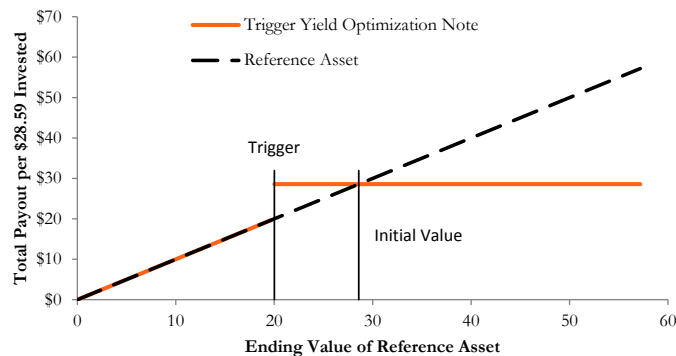 Trigger Yield Optimization Note
Reference Asset
Total Payout per $28.59 Invested
$70
$60
$50
$40
$30
$20
$10
$0
Trigger
Initial Value
0
10
20
30
40
50
60
Ending Value of Reference Asset